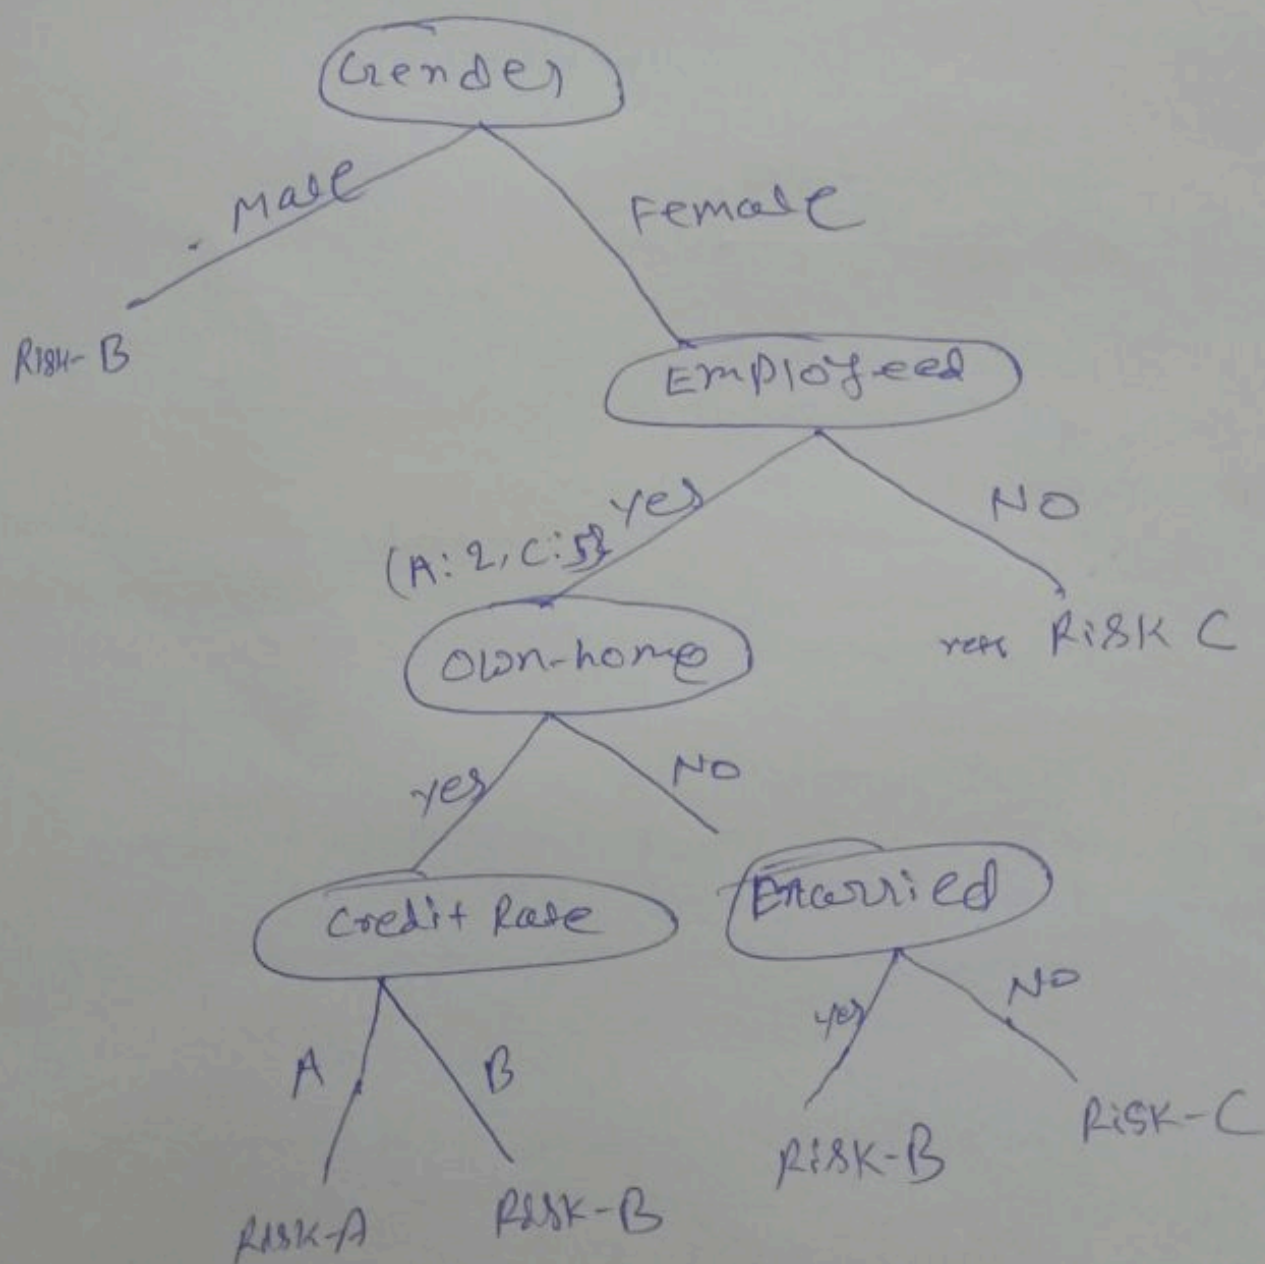 Gender
Male
Female
Risk-B
Employeed
Yes
NO
(A: 2, C:5}
Risk C
Own-home
yes
NO
Credit Rate
Married
yes
NO
A
B
Risk-B
Risk-C
Risk-A
Risk-B